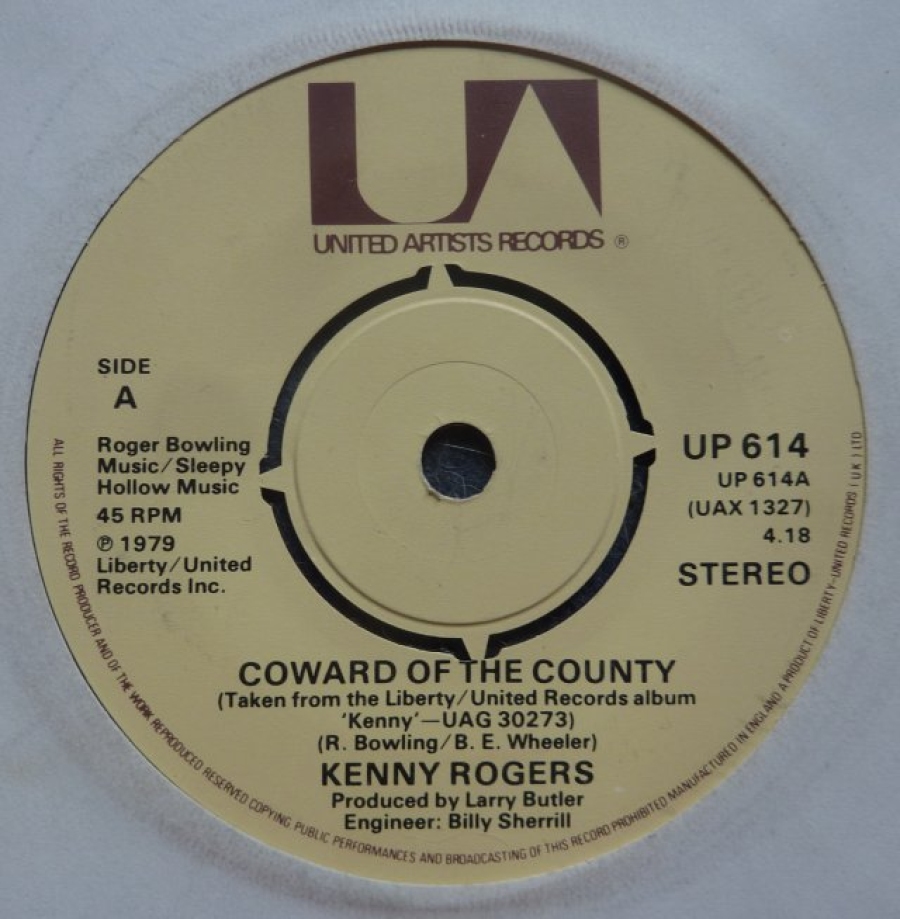 UA
UNITED ARTISTS RECORDS ®
SIDE
A
Roger Bowling
Music/Sleepy
Hollow Music
45 RPM
℗ 1979
Liberty/United
Records Inc.
UP 614
UP 614A
(UAX 1327)
4.18
STEREO
COWARD OF THE COUNTY
(Taken from the Liberty/United Records album
'Kenny'—UAG 30273)
(R. Bowling/B. E. Wheeler)
KENNY ROGERS
Produced by Larry Butler
Engineer: Billy Sherrill
ALL RIGHTS OF THE RECORD PRODUCER AND OF THE WORK REPRODUCED RESERVED COPYING PUBLIC PERFORMANCES AND BROADCASTING OF THIS RECORD PROHIBITED MANUFACTURED IN ENGLAND A PRODUCT OF LIBERTY-UNITED RECORDS (UK) LTD